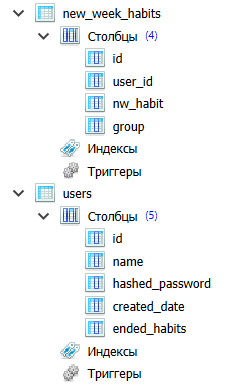 new_week_habits
Столбцы (4)
id
user_id
nw_habit
group
Индексы
Триггеры
users
Столбцы (5)
id
name
hashed_password
created_date
ended_habits
Индексы
Триггеры